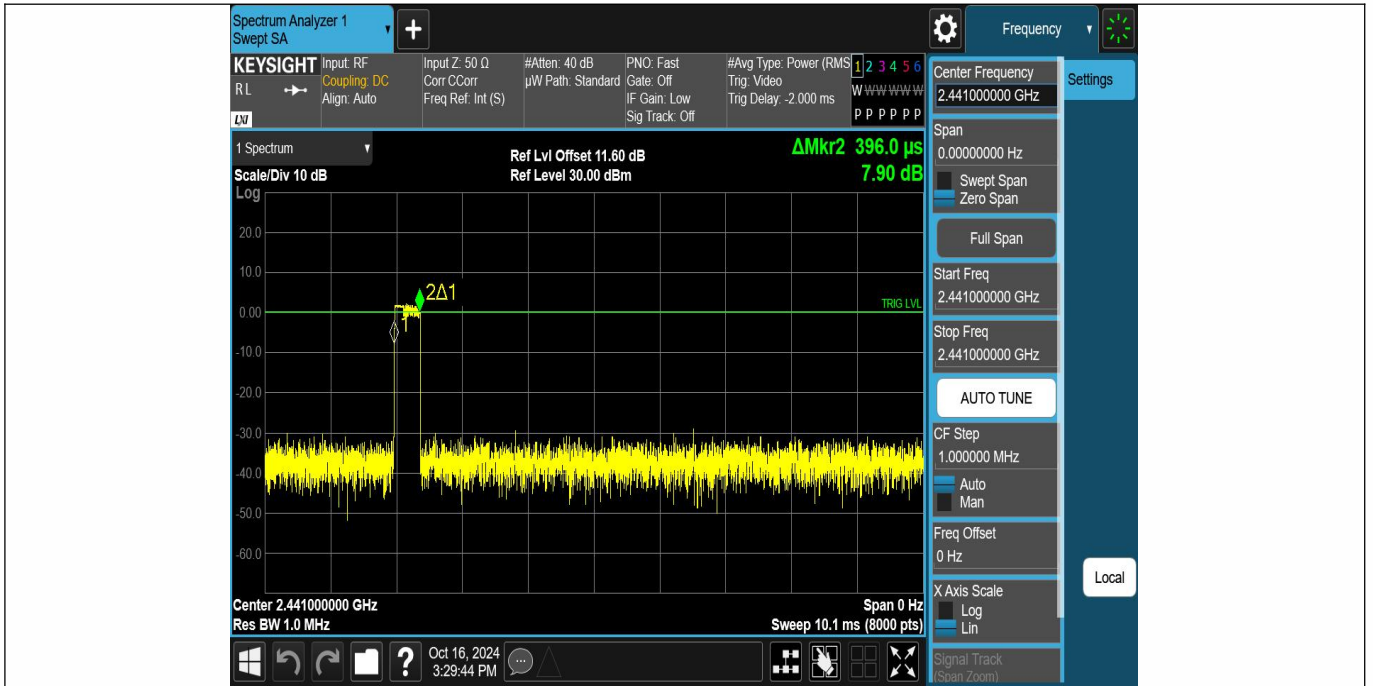 Spectrum Analyzer 1
Swept SA
+
Frequency
KEYSIGHT
R L
LXI
Input: RF
Coupling: DC
Align: Auto
Input Z: 50 Ω
Corr CCorr
Freq Ref: Int (S)
#Atten: 40 dB
µW Path: Standard
PNO: Fast
Gate: Off
IF Gain: Low
Sig Track: Off
#Avg Type: Power (RMS
Trig: Video
Trig Delay: -2.000 ms
1 2 3 4 5 6
W W W W W W
P P P P P P
1 Spectrum
Scale/Div 10 dB
Ref Lvl Offset 11.60 dB
Ref Level 30.00 dBm
ΔMkr2 396.0 µs
7.90 dB
Log
20.0
10.0
0.00
-10.0
-20.0
-30.0
-40.0
-50.0
-60.0
2Δ1
TRIG LVL
Center 2.441000000 GHz
Res BW 1.0 MHz
Span 0 Hz
Sweep 10.1 ms (8000 pts)
Center Frequency
2.441000000 GHz
Settings
Span
0.00000000 Hz
Swept Span
Zero Span
Full Span
Start Freq
2.441000000 GHz
Stop Freq
2.441000000 GHz
AUTO TUNE
CF Step
1.000000 MHz
Auto
Man
Freq Offset
0 Hz
X Axis Scale
Log
Lin
Signal Track
(Span Zoom)
Local
?
Oct 16, 2024
3:29:44 PM